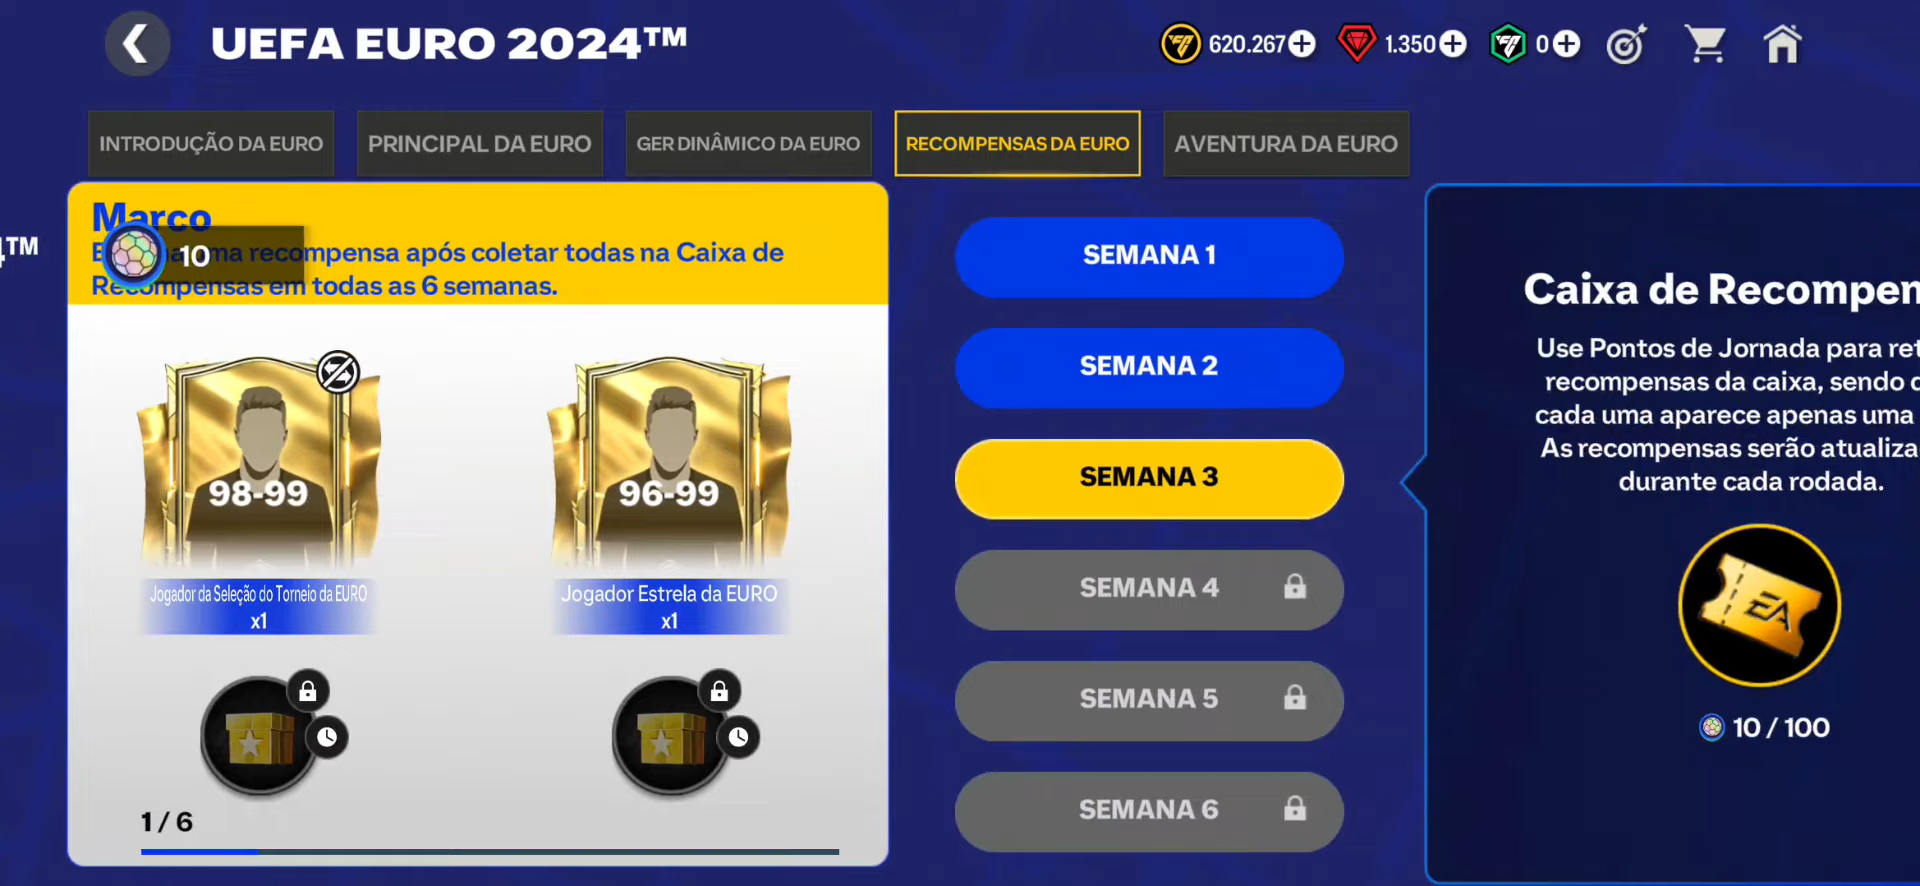 UEFA EURO 2024™
620.267
1.350
0
INTRODUÇÃO DA EURO
PRINCIPAL DA EURO
GER DINÂMICO DA EURO
RECOMPENSAS DA EURO
AVENTURA DA EURO
4™
Marco
10
uma recompensa após coletar todas na Caixa de
Recompensas em todas as 6 semanas.
98-99
96-99
Jogador da Seleção do Torneio da EURO
x1
Jogador Estrela da EURO
x1
1 / 6
SEMANA 1
SEMANA 2
SEMANA 3
SEMANA 4
SEMANA 5
SEMANA 6
Caixa de Recompen
Use Pontos de Jornada para ret
recompensas da caixa, sendo
cada uma aparece apenas uma
As recompensas serão atualiza
durante cada rodada.
EA
10 / 100